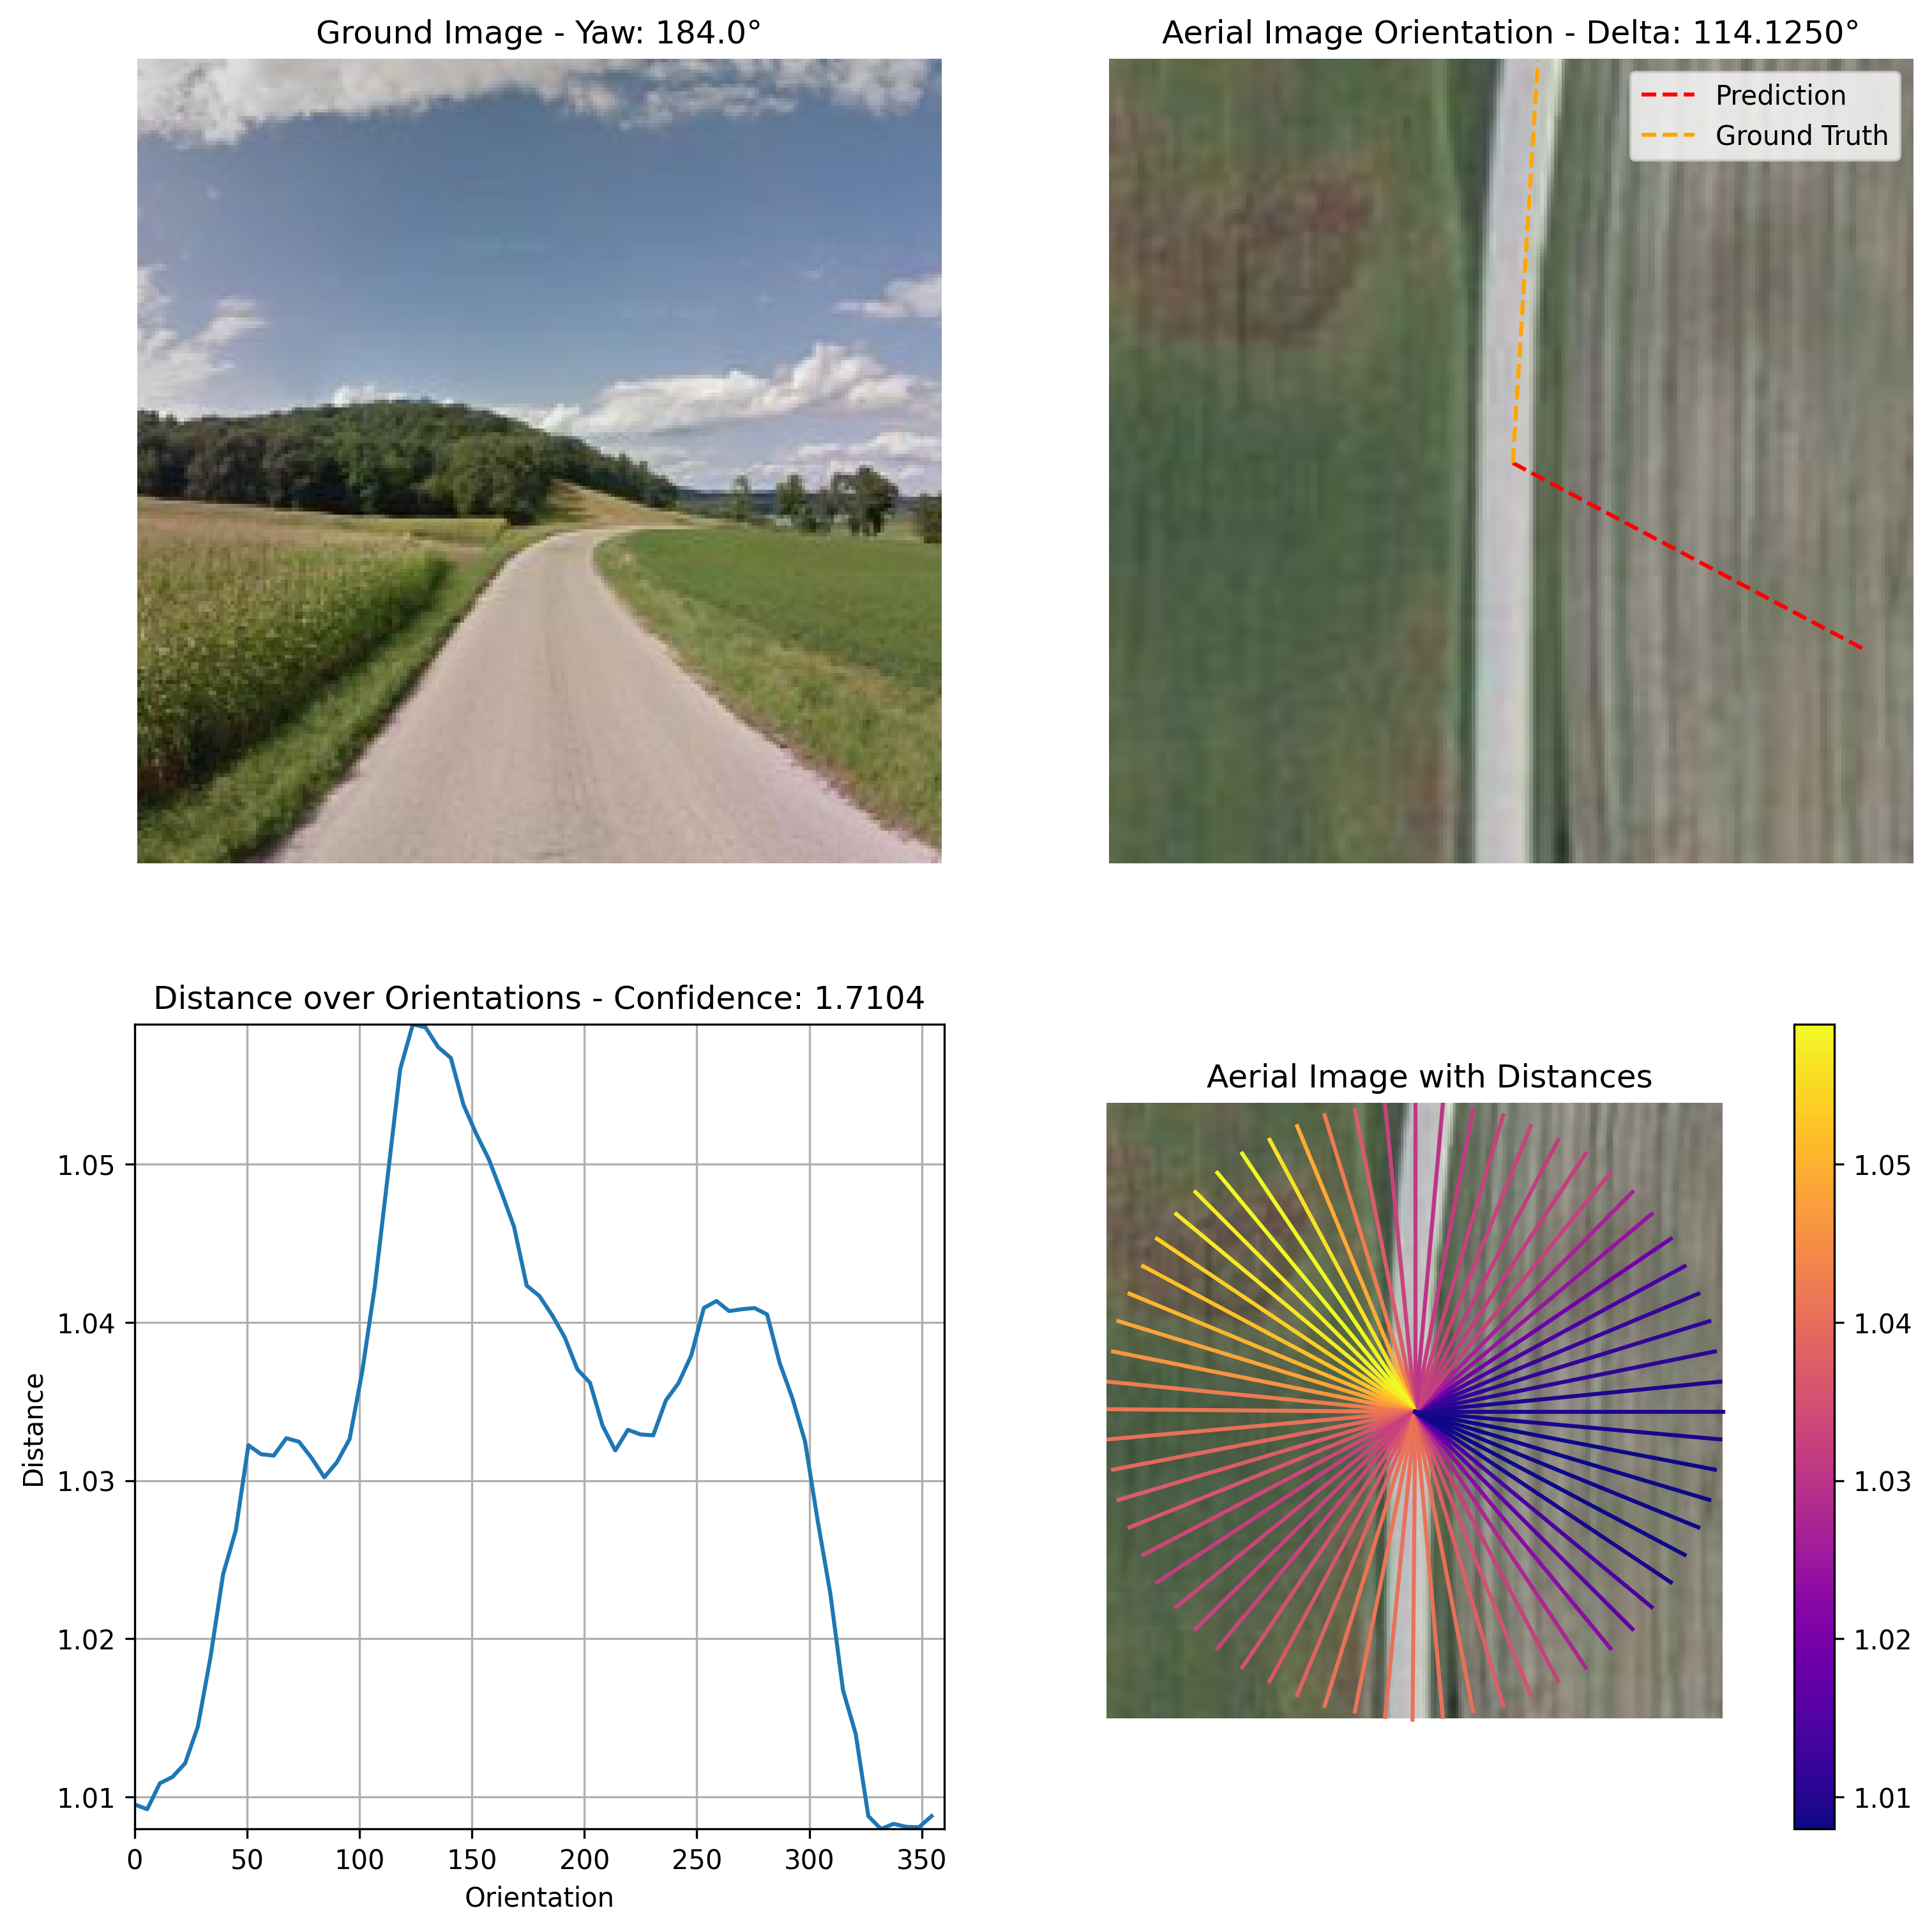 Ground Image - Yaw: 184.0°
Aerial Image Orientation - Delta: 114.1250°
Prediction
Ground Truth
Distance over Orientations - Confidence: 1.7104
1.05
1.04
1.03
1.02
1.01
Distance
0 50 100 150 200 250 300 350
Orientation
Aerial Image with Distances
1.05
1.04
1.03
1.02
1.01